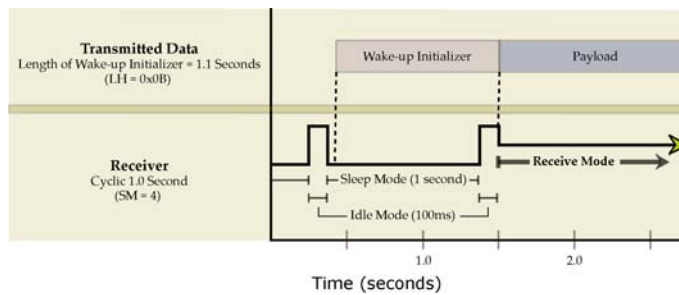 Transmitted Data
Length of Wake-up Initializer = 1.1 Seconds
(LH = 0x0B)
Wake-up Initializer
Payload
Receiver
Cyclic 1.0 Second
(SM = 4)
Sleep Mode (1 second)
Receive Mode
Idle Mode (100ms)
1.0
2.0
Time (seconds)